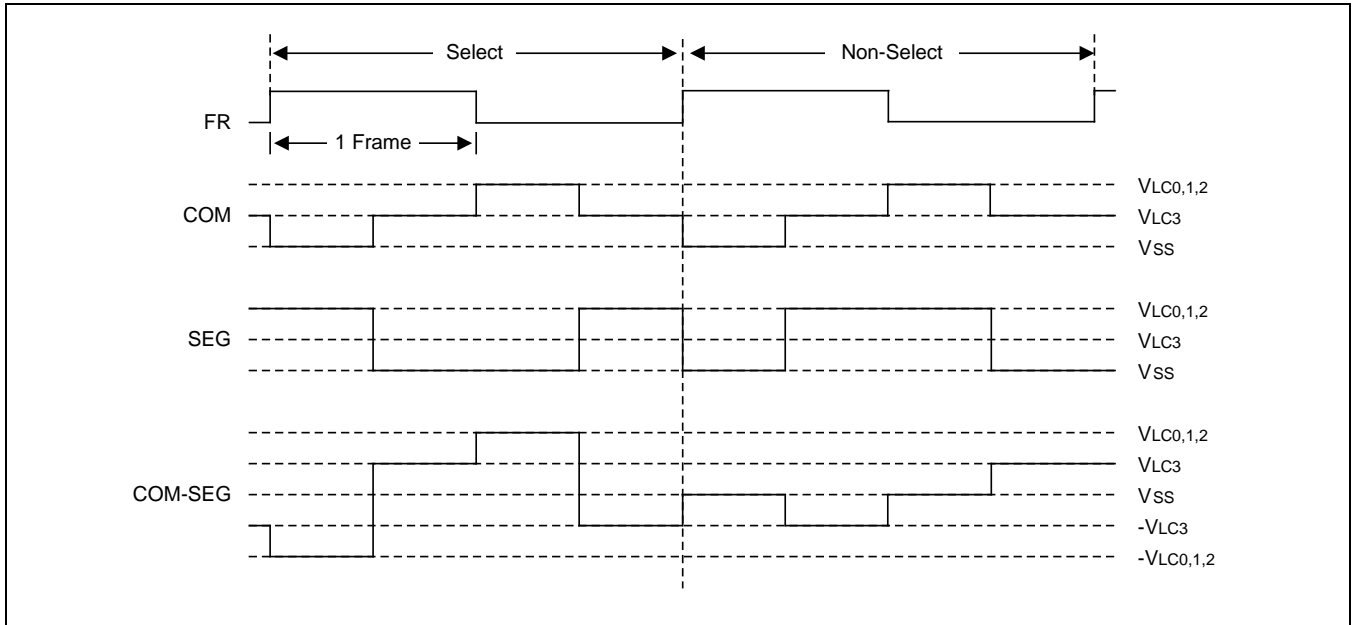 Select
Non-Select
FR
1 Frame
COM
VLC0,1,2
VLC3
VSS
SEG
VLC0,1,2
VLC3
VSS
COM-SEG
VLC0,1,2
VLC3
VSS
-VLC3
-VLC0,1,2